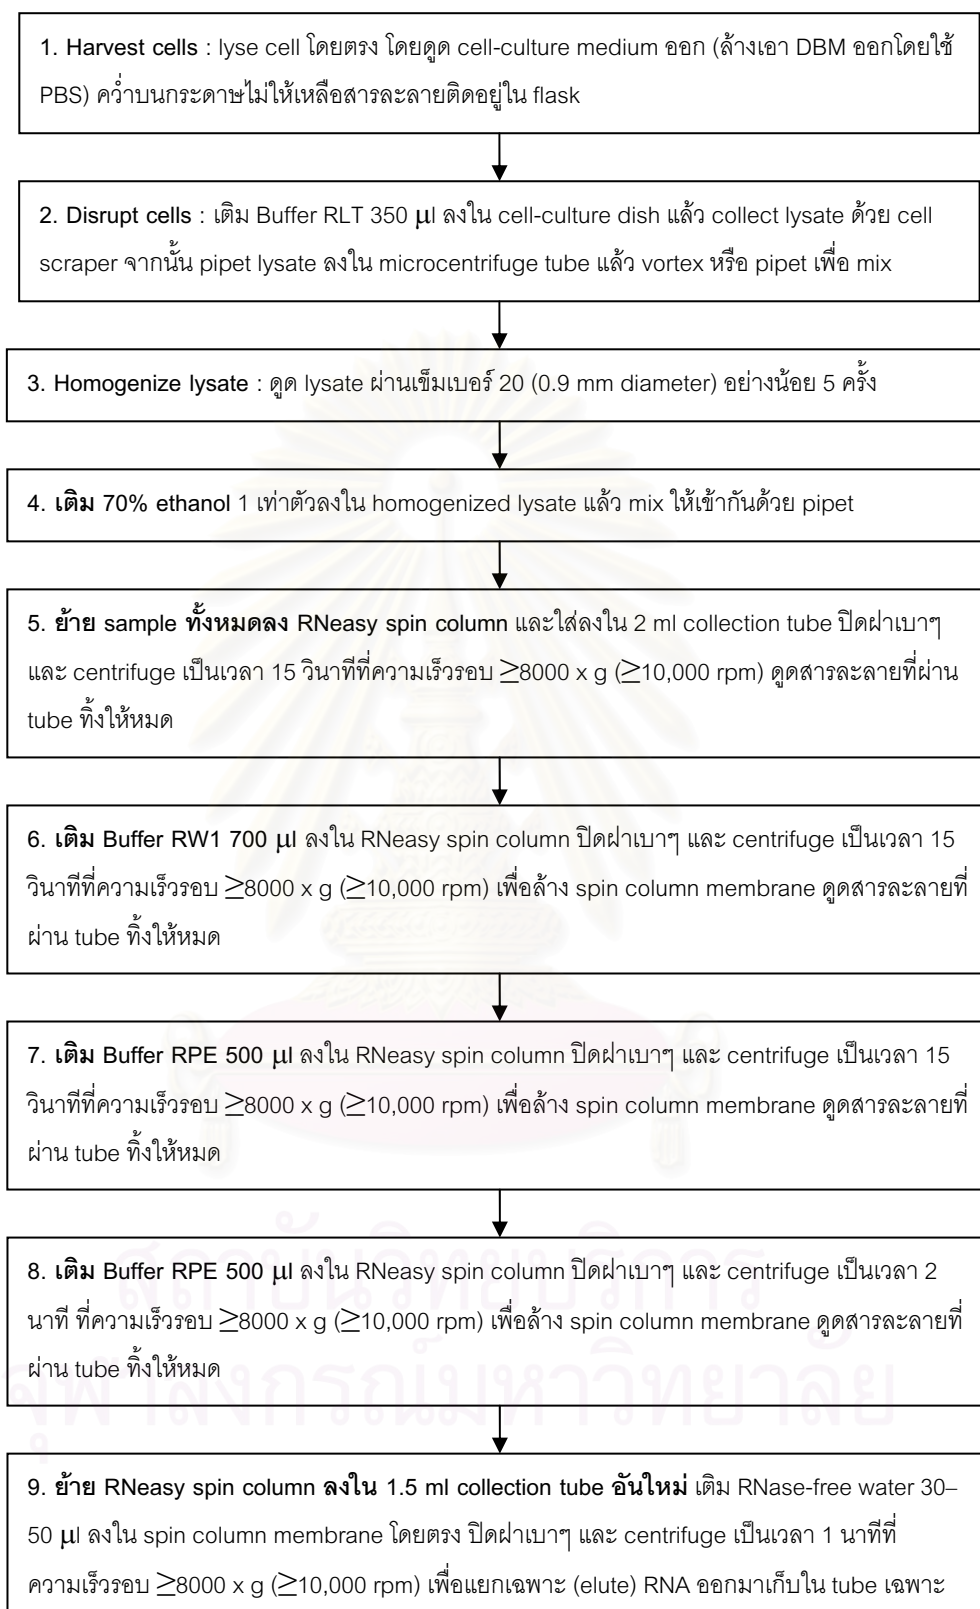 1. Harvest cells : lyse cell โดยตรง โดยดูด cell-culture medium ออก (ล้างเอา DBM ออกโดยใช้
PBS) คว่ำบนกระดาษไม่ให้เหลือสารละลายติดอยู่ใน flask
2. Disrupt cells : เติม Buffer RLT 350 µl ลงใน cell-culture dish แล้ว collect lysate ด้วย cell
scraper จากนั้น pipet lysate ลงใน microcentrifuge tube แล้ว vortex หรือ pipet เพื่อ mix
3. Homogenize lysate : ดูด lysate ผ่านเข็มเบอร์ 20 (0.9 mm diameter) อย่างน้อย 5 ครั้ง
4. เติม 70% ethanol 1 เท่าตัวลงใน homogenized lysate แล้ว mix ให้เข้ากันด้วย pipet
5. ย้าย sample ทั้งหมดลง RNeasy spin column และใส่ลงใน 2 ml collection tube ปิดฝาเบาๆ
และ centrifuge เป็นเวลา 15 วินาทีที่ความเร็วรอบ ≥8000 x g (≥10,000 rpm) ดูดสารละลายที่ผ่าน
tube ทิ้งให้หมด
6. เติม Buffer RW1 700 µl ลงใน RNeasy spin column ปิดฝาเบาๆ และ centrifuge เป็นเวลา 15
วินาทีที่ความเร็วรอบ ≥8000 x g (≥10,000 rpm) เพื่อล้าง spin column membrane ดูดสารละลายที่
ผ่าน tube ทิ้งให้หมด
7. เติม Buffer RPE 500 µl ลงใน RNeasy spin column ปิดฝาเบาๆ และ centrifuge เป็นเวลา 15
วินาทีที่ความเร็วรอบ ≥8000 x g (≥10,000 rpm) เพื่อล้าง spin column membrane ดูดสารละลายที่
ผ่าน tube ทิ้งให้หมด
8. เติม Buffer RPE 500 µl ลงใน RNeasy spin column ปิดฝาเบาๆ และ centrifuge เป็นเวลา 2
นาที ที่ความเร็วรอบ ≥8000 x g (≥10,000 rpm) เพื่อล้าง spin column membrane ดูดสารละลายที่
ผ่าน tube ทิ้งให้หมด
สถาบันวิทยบริการ
จุฬาลงกรณ์มหาวิทยาลัย
9. ย้าย RNeasy spin column ลงใน 1.5 ml collection tube อันใหม่ เติม RNase-free water 30–
50 µl ลงใน spin column membrane โดยตรง ปิดฝาเบาๆ และ centrifuge เป็นเวลา 1 นาทีที่
ความเร็วรอบ ≥8000 x g (≥10,000 rpm) เพื่อแยกเฉพาะ (elute) RNA ออกมาเก็บใน tube เฉพาะ